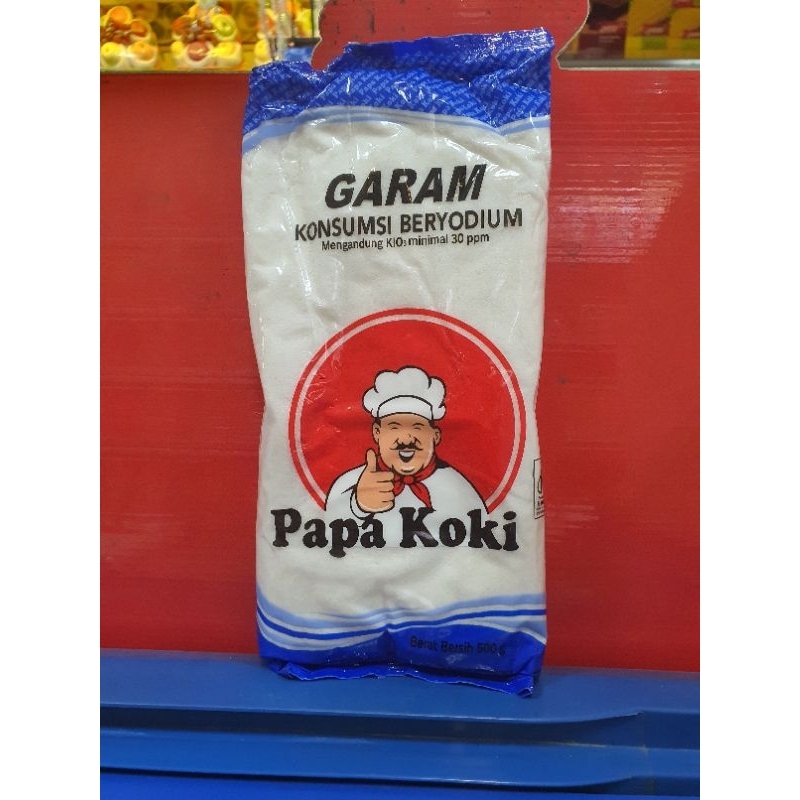 GARAM
KONSUMSI BERYODIUM
Mengandung KIO₃ minimal 30 ppm
Papa Koki
Berat Bersih 500 G